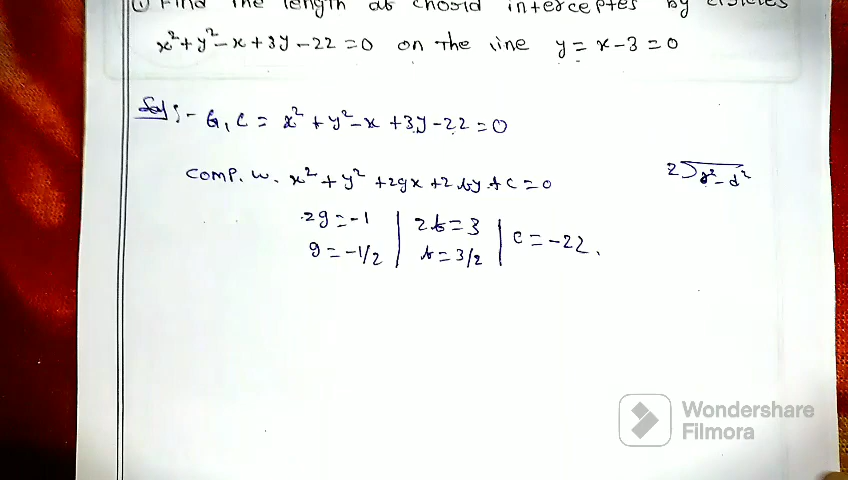 ① Find the length of chord intercepted by circles
x² + y² - x + 3y - 22 = 0 on the line y = x - 3 = 0
Sol :- G, C = x² + y² - x + 3y - 22 = 0
comp. w. x² + y² + 2gx + 2fy + c = 0
2√r² - d²
2g = -1 | 2f = 3 | c = -22.
g = -1/2 | f = 3/2
Wondershare
Filmora